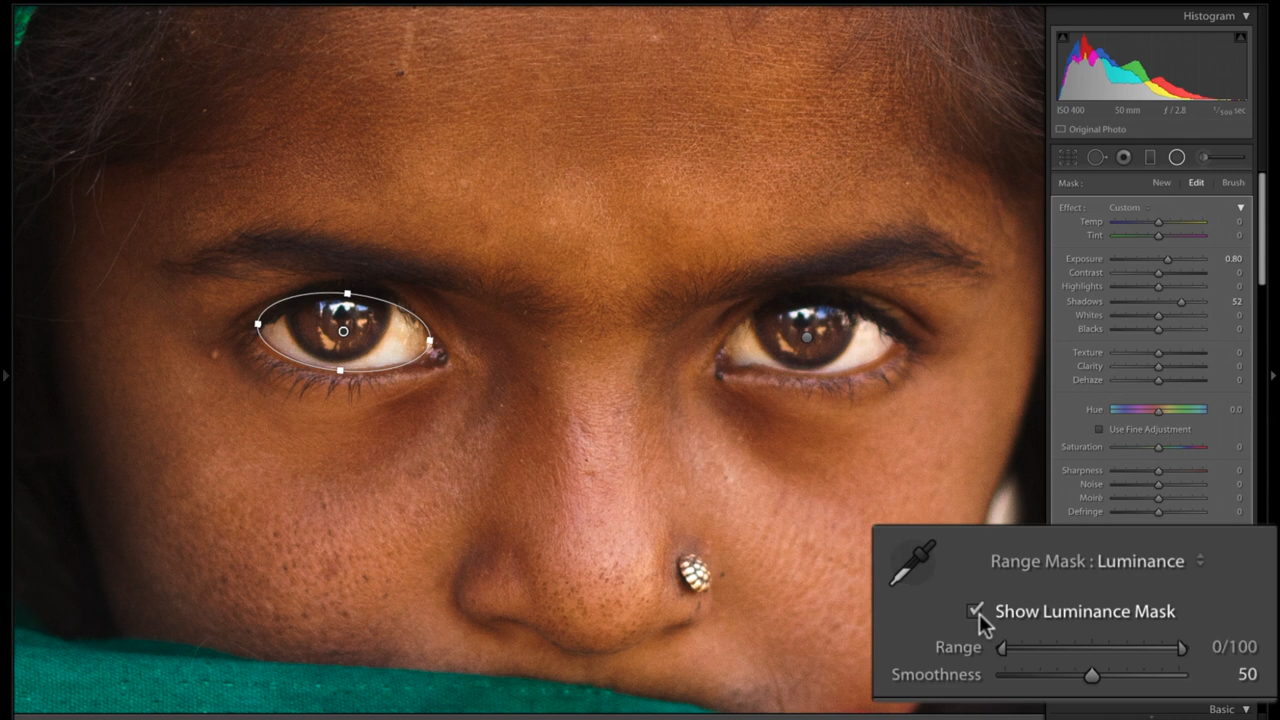 Histogram
ISO 400 50 mm ƒ / 2.8 1/500 sec
Original Photo
Mask : New Edit Brush
Effect : Custom
Temp 0
Tint 0
Exposure 0.80
Contrast 0
Highlights 0
Shadows 52
Whites 0
Blacks 0
Texture 0
Clarity 0
Dehaze 0
Hue 0.0
Use Fine Adjustment
Saturation 0
Sharpness 0
Noise 0
Moiré 0
Defringe 0
Range Mask : Luminance
Show Luminance Mask
Range 0/100
Smoothness 50
Basic